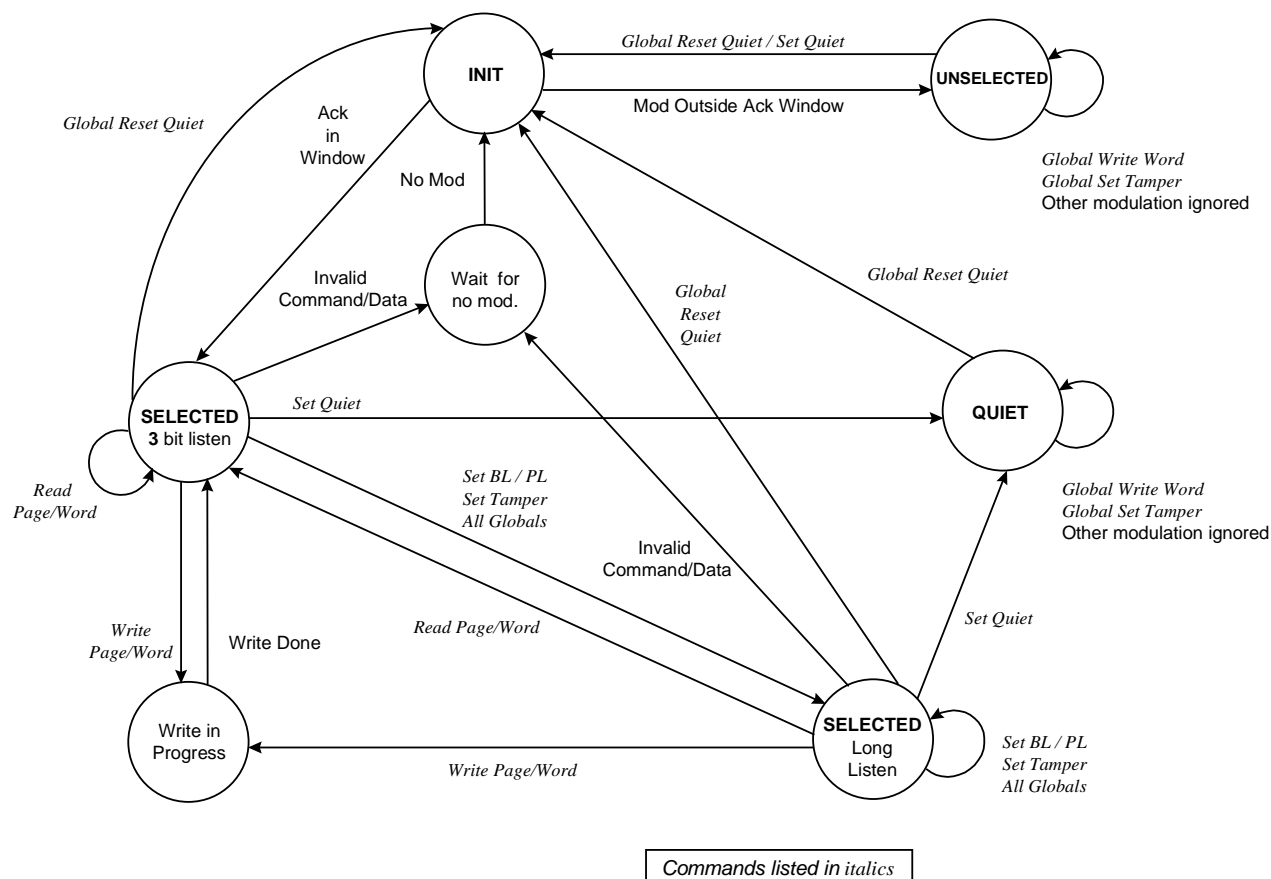 Global Reset Quiet / Set Quiet
INIT
UNSELECTED
Mod Outside Ack Window
Global Reset Quiet
Ack
in
Window
No Mod
Global Write Word
Global Set Tamper
Other modulation ignored
Invalid
Command/Data
Wait for
no mod.
Global Reset Quiet
Global
Reset
Quiet
SELECTED
3 bit listen
Set Quiet
QUIET
Read
Page/Word
Set BL / PL
Set Tamper
All Globals
Global Write Word
Global Set Tamper
Other modulation ignored
Invalid
Command/Data
Write
Page/Word
Write Done
Read Page/Word
Set Quiet
Write in
Progress
SELECTED
Long
Listen
Set BL / PL
Set Tamper
All Globals
Write Page/Word
Commands listed in italics